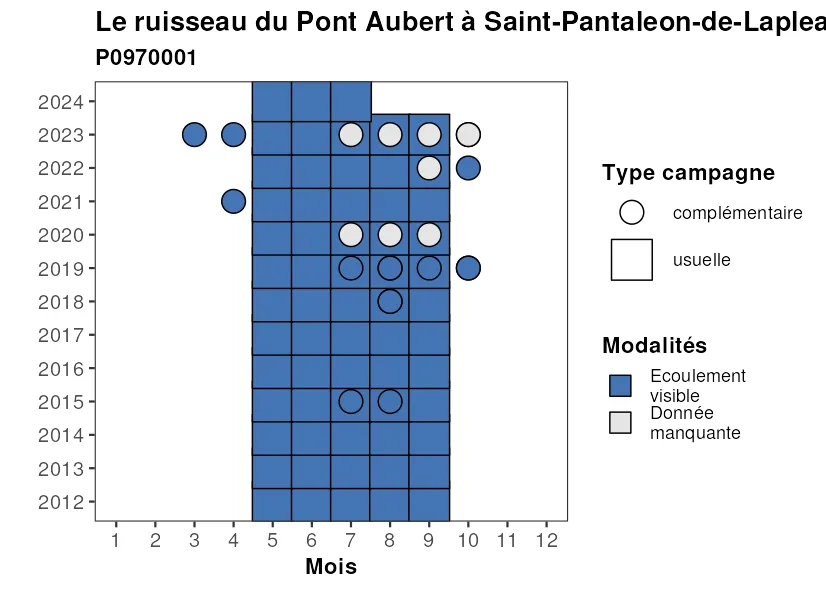 Le ruisseau du Pont Aubert à Saint-Pantaleon-de-Laplea
P0970001
2024
2023
2022
2021
2020
2019
2018
2017
2016
2015
2014
2013
2012
1 2 3 4 5 6 7 8 9 10 11 12
Mois
Type campagne
complémentaire
usuelle
Modalités
Ecoulement
visible
Donnée
manquante